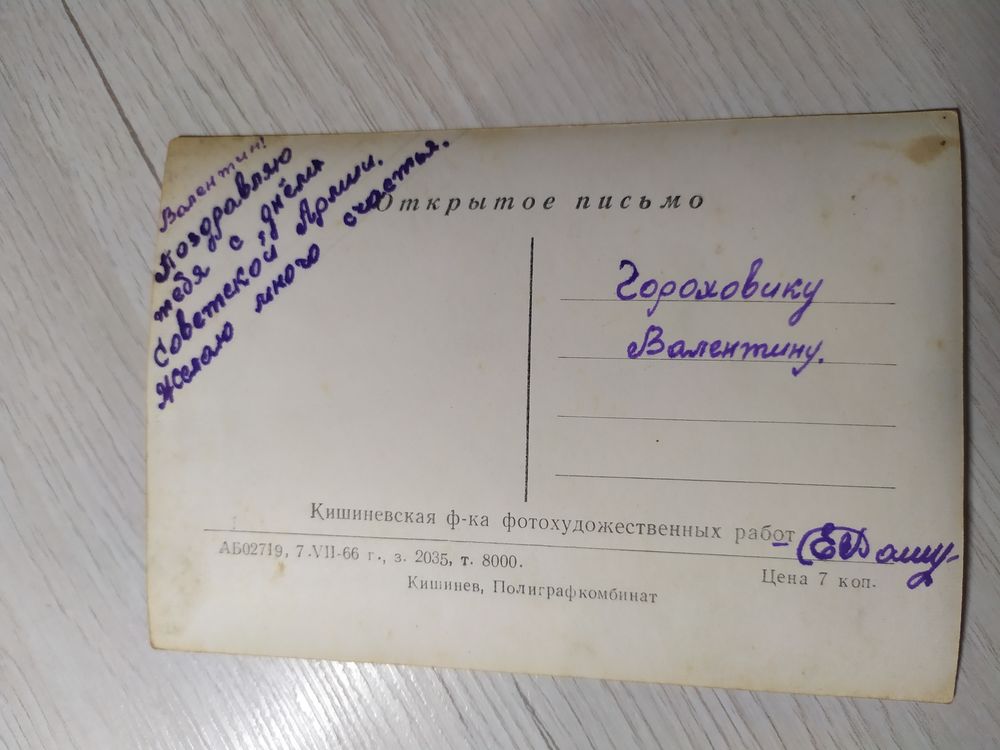 Валентин!
Поздравляю
тебя с днём
Советской Армии.
Желаю много счастья.
Открытое письмо
Гороховику
Валентину.
Кишиневская ф-ка фотохудожественных работ
АБ02719, 7.VII-66 г., з. 2035, т. 8000.
Цена 7 коп.
Кишинев, Полиграфкомбинат